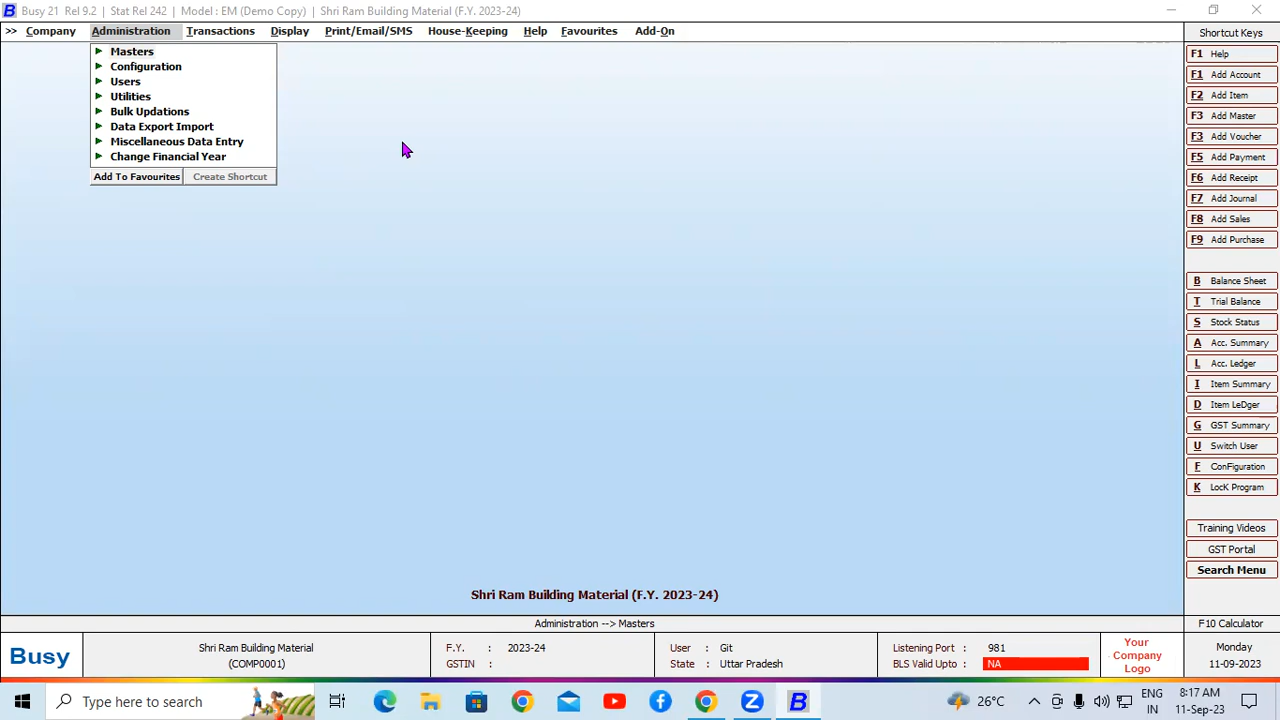 Busy 21 Rel 9.2 | Stat Rel 242 | Model : EM (Demo Copy) | Shri Ram Building Material (F.Y. 2023-24)
>> Company Administration Transactions Display Print/Email/SMS House-Keeping Help Favourites Add-On
Masters
Configuration
Users
Utilities
Bulk Updations
Data Export Import
Miscellaneous Data Entry
Change Financial Year
Add To Favourites Create Shortcut
Shortcut Keys
F1 Help
F1 Add Account
F2 Add Item
F3 Add Master
F3 Add Voucher
F5 Add Payment
F6 Add Receipt
F7 Add Journal
F8 Add Sales
F9 Add Purchase
B Balance Sheet
T Trial Balance
S Stock Status
A Acc. Summary
L Acc. Ledger
I Item Summary
D Item LeDger
G GST Summary
U Switch User
F ConFiguration
K LocK Program
Training Videos
GST Portal
Search Menu
Shri Ram Building Material (F.Y. 2023-24)
Administration --> Masters
F10 Calculator
Busy
Shri Ram Building Material
(COMP0001)
F.Y. : 2023-24
GSTIN :
User : Git
State : Uttar Pradesh
Listening Port : 981
BLS Valid Upto : NA
Your
Company
Logo
Monday
11-09-2023
Type here to search
26°C
ENG
IN
8:17 AM
11-Sep-23